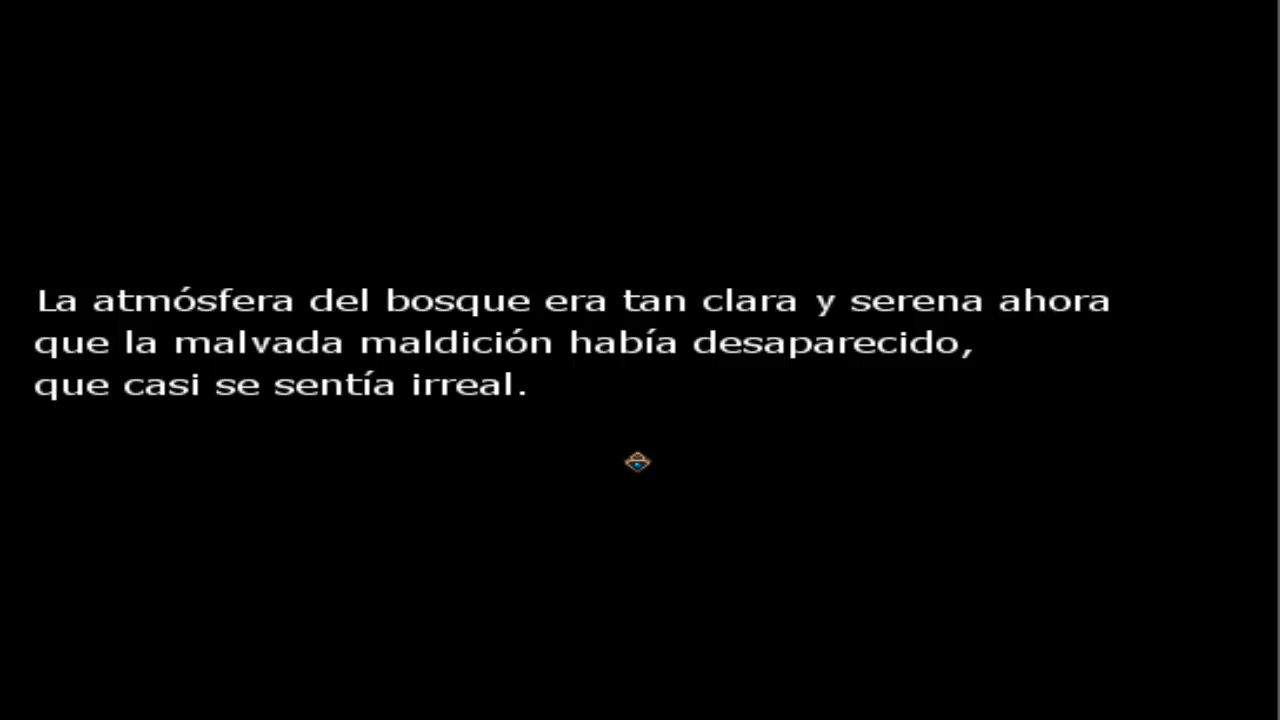 La atmósfera del bosque era tan clara y serena ahora
que la malvada maldición había desaparecido,
que casi se sentía irreal.